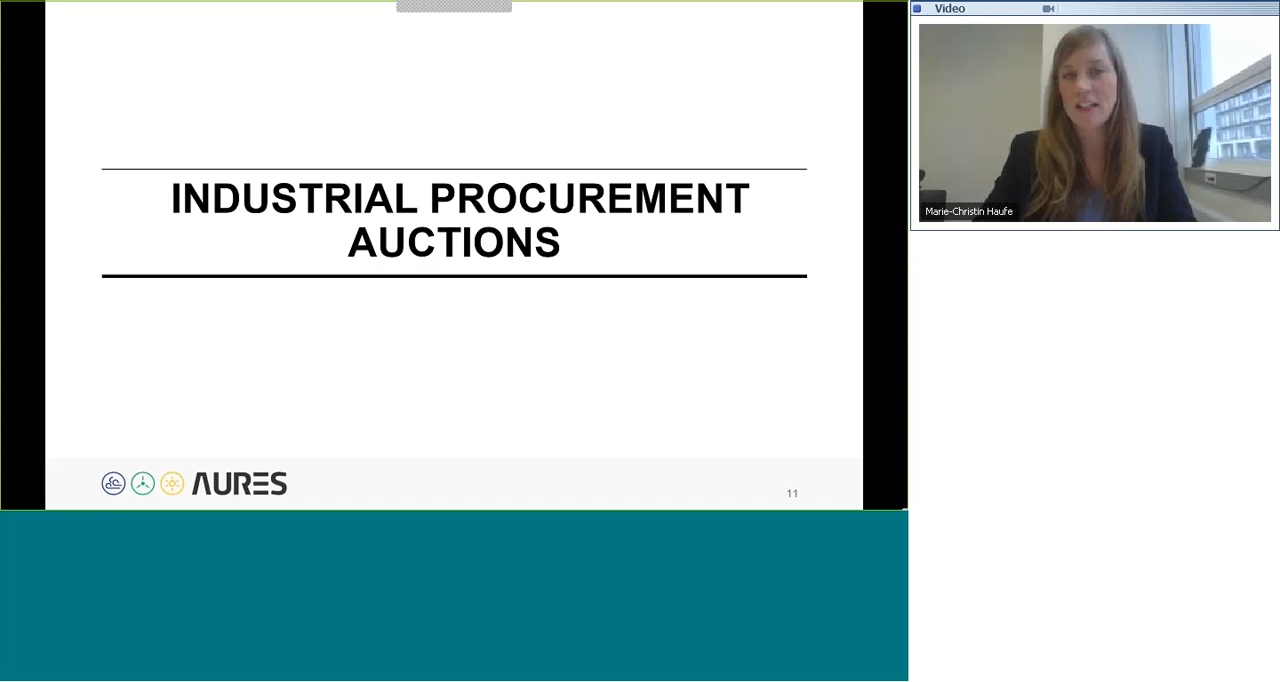 INDUSTRIAL PROCUREMENT
AUCTIONS
AURES
11
Video
Marie-Christin Haufe